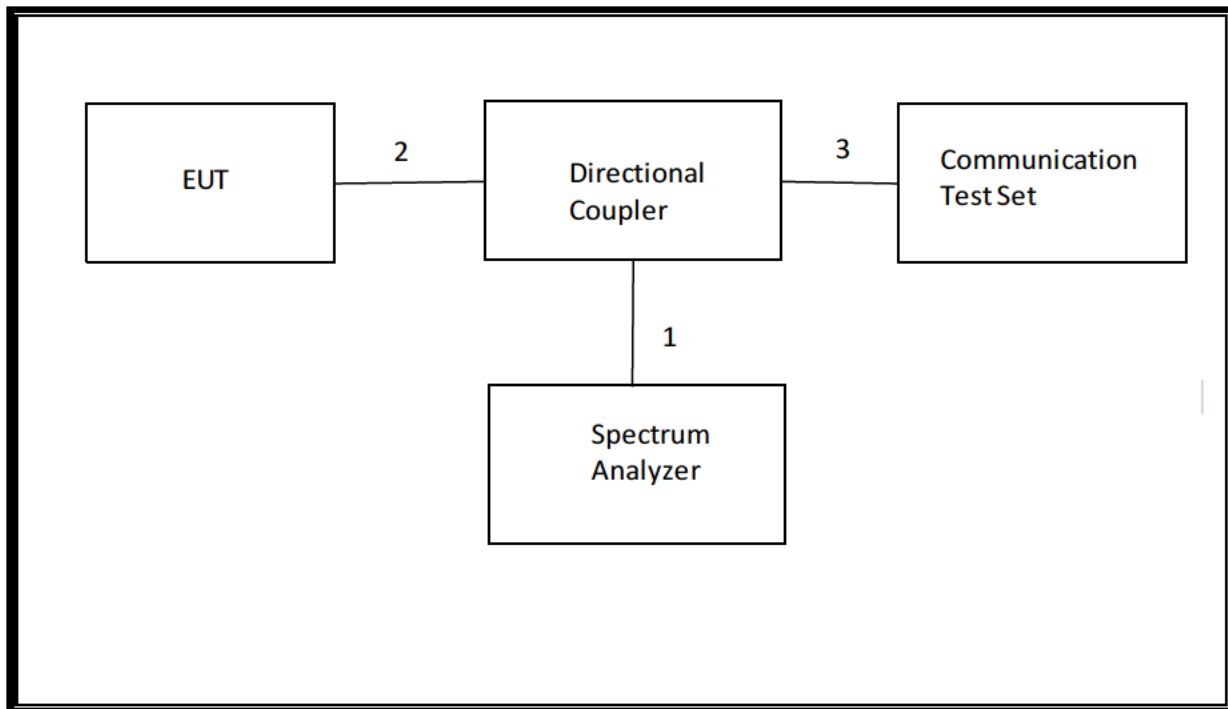 EUT
2
Directional
Coupler
3
Communication
Test Set
1
Spectrum
Analyzer